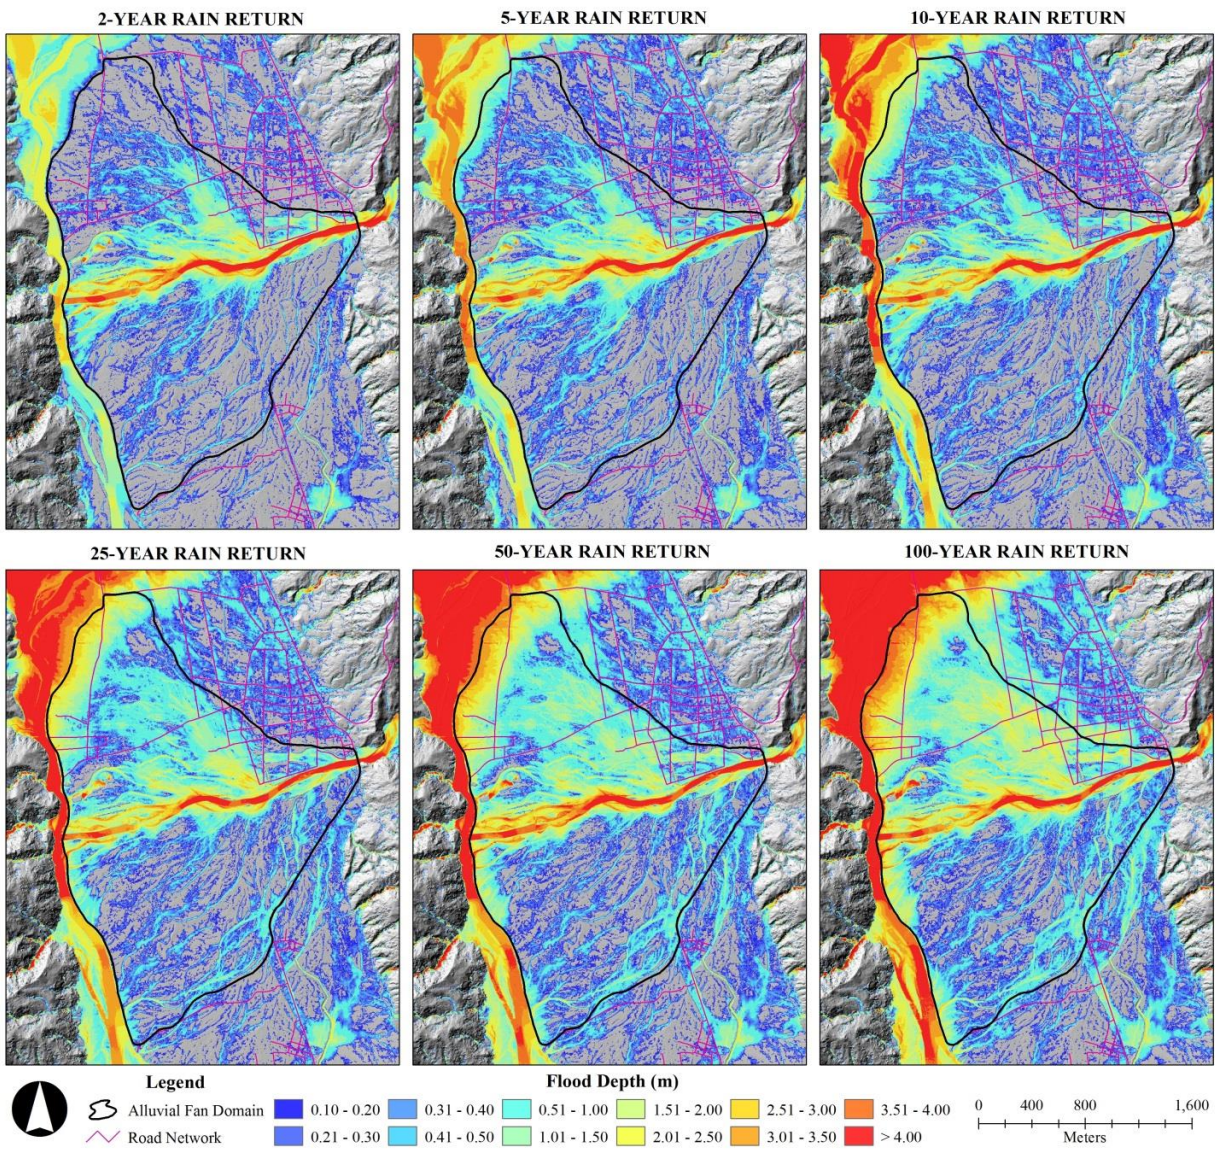 2-YEAR RAIN RETURN
5-YEAR RAIN RETURN
10-YEAR RAIN RETURN
25-YEAR RAIN RETURN
50-YEAR RAIN RETURN
100-YEAR RAIN RETURN
Legend
Alluvial Fan Domain
Road Network
Flood Depth (m)
0.10 - 0.20
0.31 - 0.40
0.51 - 1.00
1.51 - 2.00
2.51 - 3.00
3.51 - 4.00
0.21 - 0.30
0.41 - 0.50
1.01 - 1.50
2.01 - 2.50
3.01 - 3.50
> 4.00
0 400 800 1,600
Meters